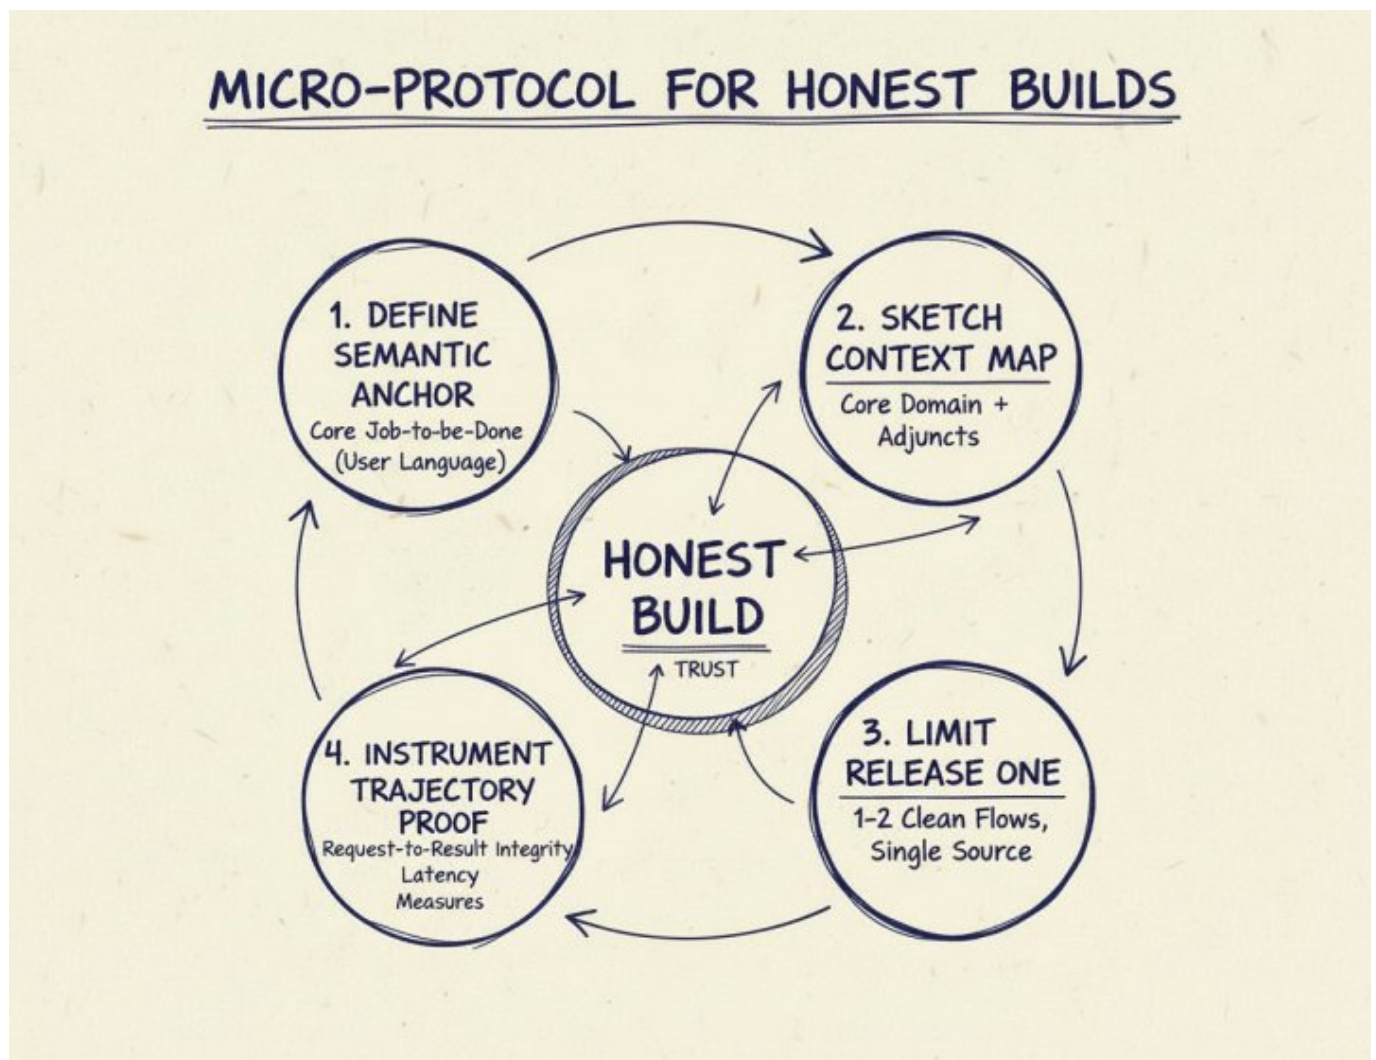 MICRO-PROTOCOL FOR HONEST BUILDS
1. DEFINE
SEMANTIC
ANCHOR
Core Job-to-be-Done
(User Language)
2. SKETCH
CONTEXT MAP
Core Domain +
Adjuncts
HONEST
BUILD
TRUST
3. LIMIT
RELEASE ONE
1-2 Clean Flows,
Single Source
4. INSTRUMENT
TRAJECTORY
PROOF
Request-to-Result Integrity
Latency
Measures